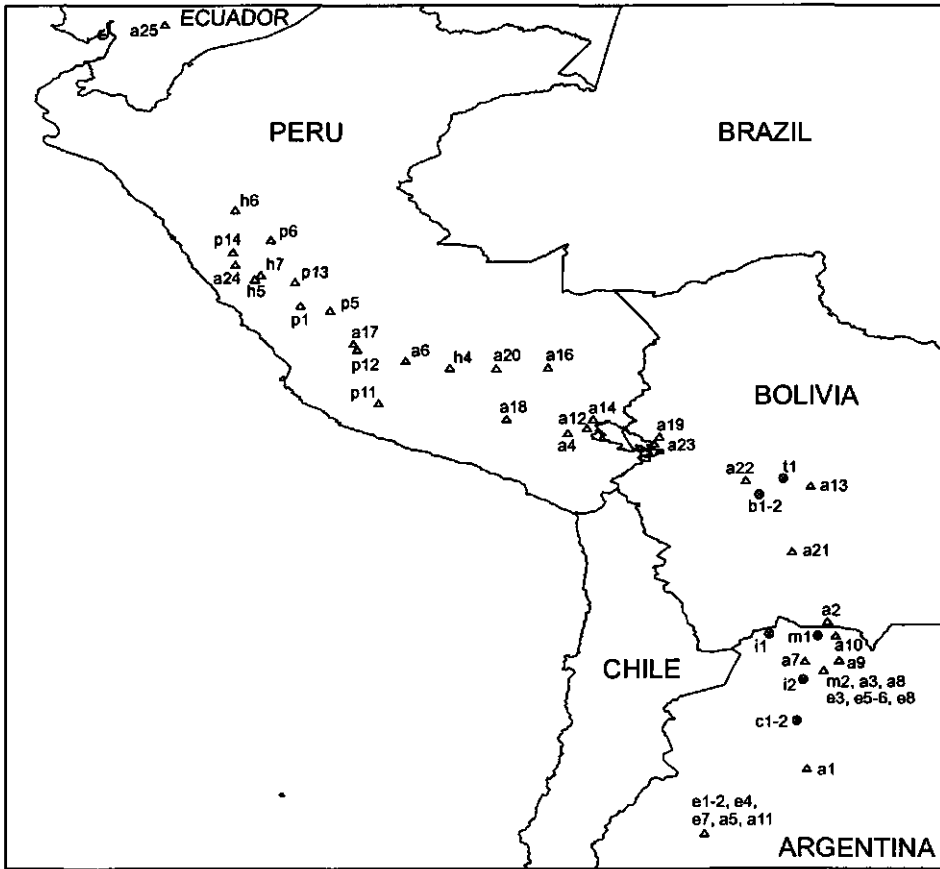 a25 ECUADOR
PERU
BRAZIL
h6
p6
p14
a24
h7
h5
p13
p1
p5
a17
p12
a6
h4
a20
a16
p11
BOLIVIA
a18
a12
a14
a4
a19
a23
a22
t1
a13
b1-2
a21
a2
i1
m1
a10
a7
a9
CHILE
i2
m2, a3, a8
e3, e5-6, e8
c1-2
a1
e1-2, e4,
e7, a5, a11
ARGENTINA